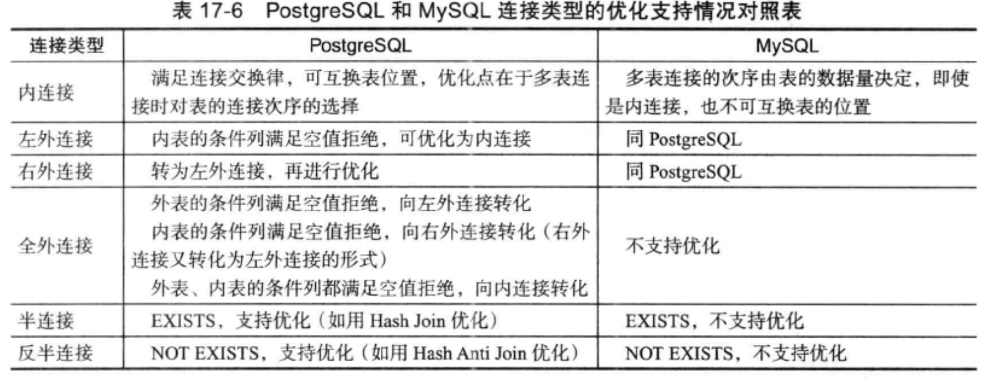 表 17-6 PostgreSQL 和 MySQL 连接类型的优化支持情况对照表
连接类型 PostgreSQL MySQL
内连接
满足连接交换律，可互换表位置，优化点在于多表连
接时对表的连接次序的选择
多表连接的次序由表的数据量决定，即使
是内连接，也不可互换表的位置
左外连接 内表的条件列满足空值拒绝，可优化为内连接 同 PostgreSQL
右外连接 转为左外连接，再进行优化 同 PostgreSQL
全外连接
外表的条件列满足空值拒绝，向左外连接转化
内表的条件列满足空值拒绝，向右外连接转化（右外
连接又转化为左外连接的形式）
外表、内表的条件列都满足空值拒绝，向内连接转化
不支持优化
半连接 EXISTS，支持优化（如用 Hash Join 优化） EXISTS，不支持优化
反半连接 NOT EXISTS，支持优化（如用 Hash Anti Join 优化） NOT EXISTS，不支持优化